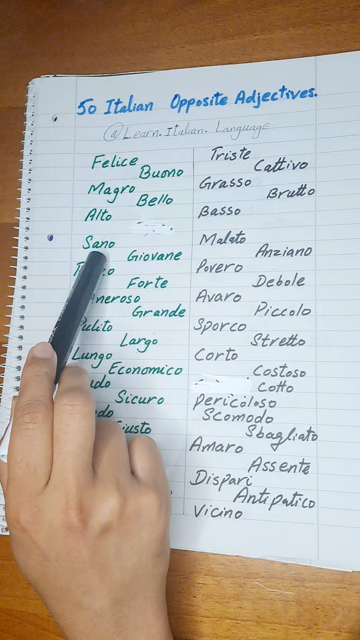 50 Italian Opposite Adjectives.
@Learn.Italian.Language
Felice Triste
Buono Cattivo
Magro Grasso
Bello Brutto
Alto Basso
Sano Malato
Giovane Anziano
Povero
Forte Debole
Avaro
Grande Piccolo
Sporco
Largo Stretto
Lungo Corto
Economico Costoso
Cotto
Sicuro Pericoloso
Scomodo
Giusto Sbagliato
Amaro
Assente
Dispari
Antipatico
Vicino